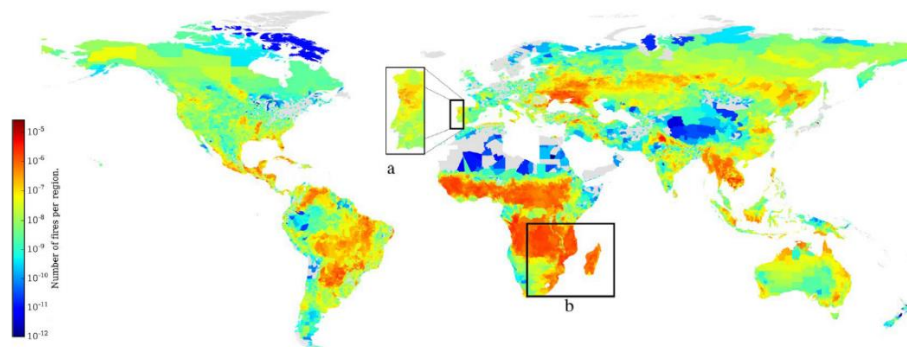 a
10⁻⁵
10⁻⁶
10⁻⁷
10⁻⁸
10⁻⁹
10⁻¹⁰
10⁻¹¹
10⁻¹²
Number of fires per region.
b